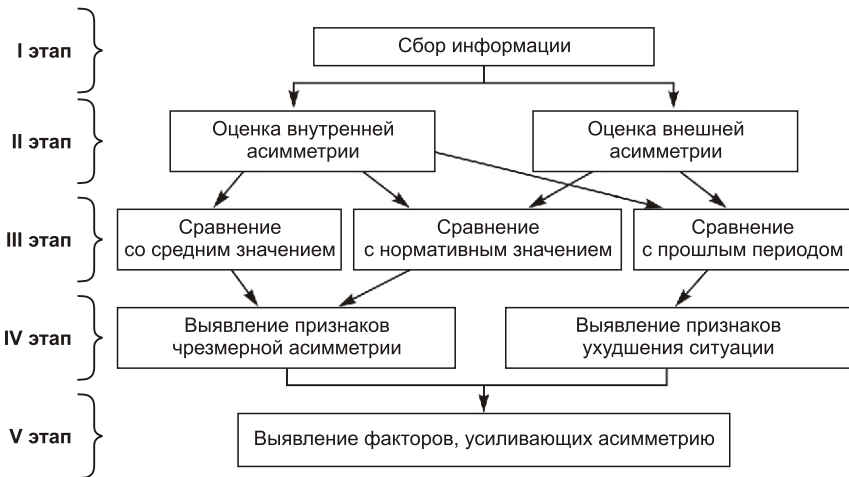 I этап
Сбор информации
II этап
Оценка внутренней
асимметрии
Оценка внешней
асимметрии
III этап
Сравнение
со средним значением
Сравнение
с нормативным значением
Сравнение
с прошлым периодом
IV этап
Выявление признаков
чрезмерной асимметрии
Выявление признаков
ухудшения ситуации
V этап
Выявление факторов, усиливающих асимметрию